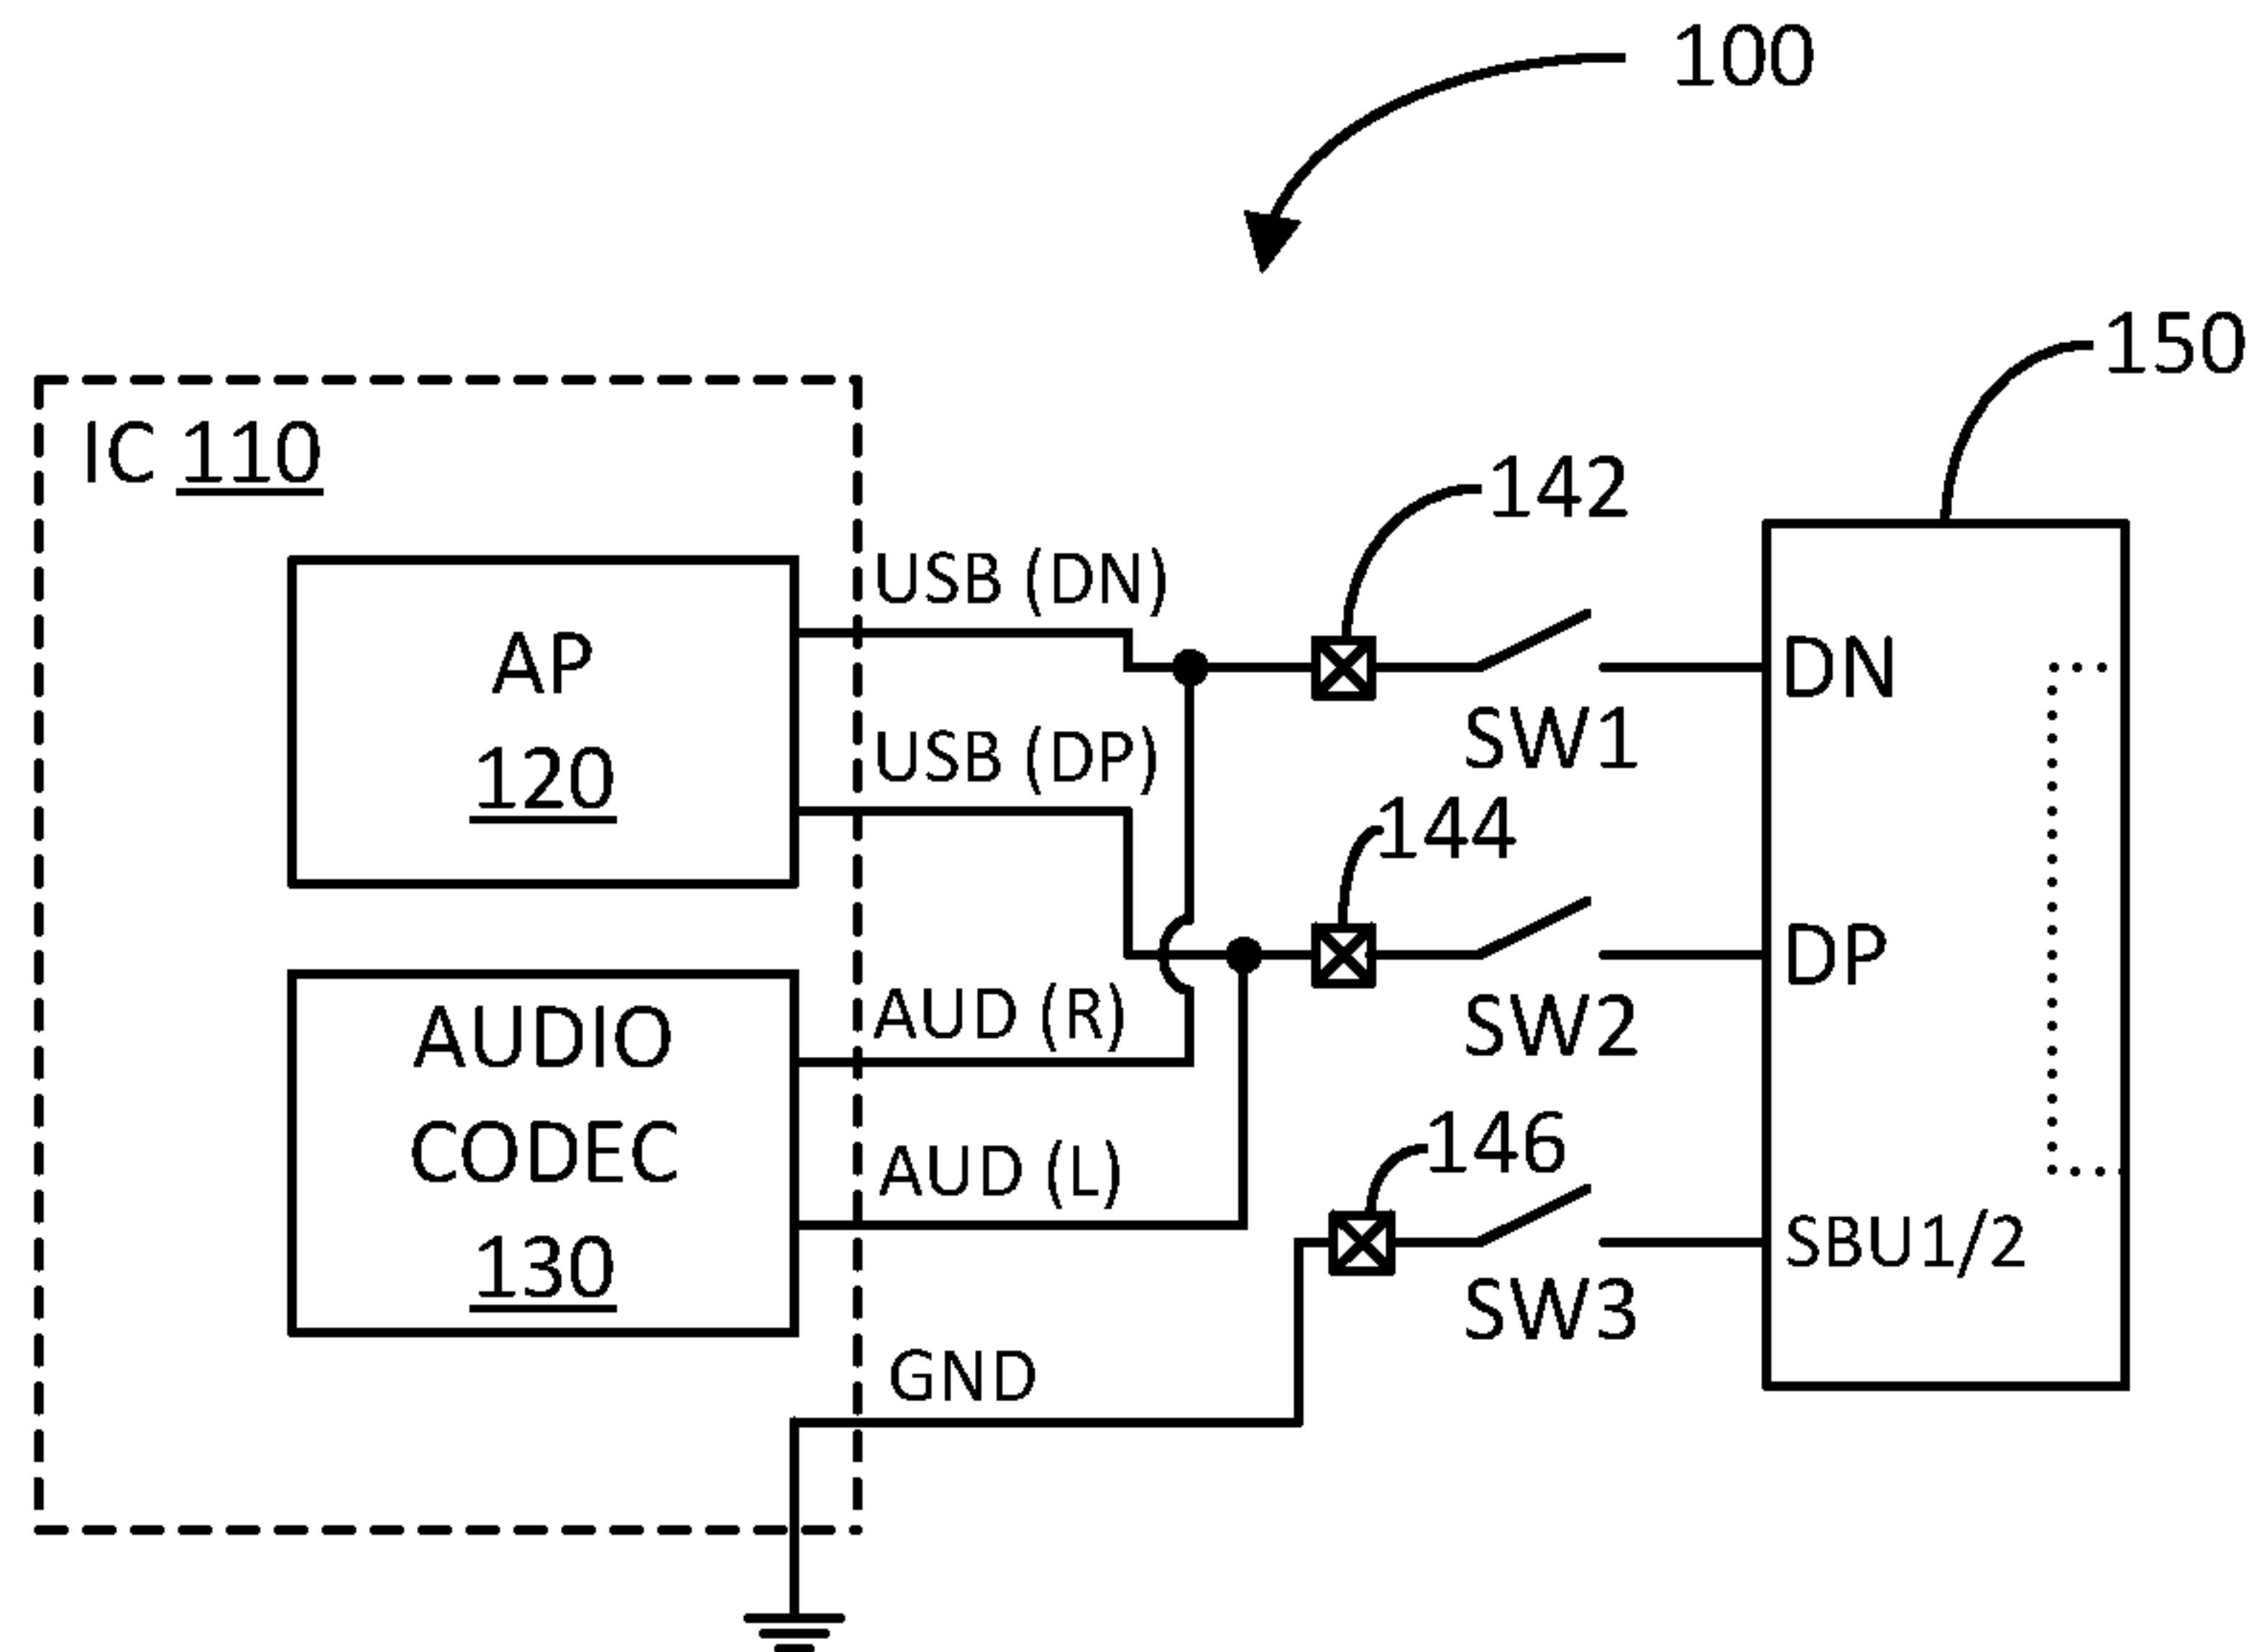 100
150
IC 110
142
USB (DN)
AP
120
DN
SW1
USB (DP)
144
DP
AUDIO
CODEC
130
AUD (R)
SW2
146
AUD (L)
SBU1/2
SW3
GND